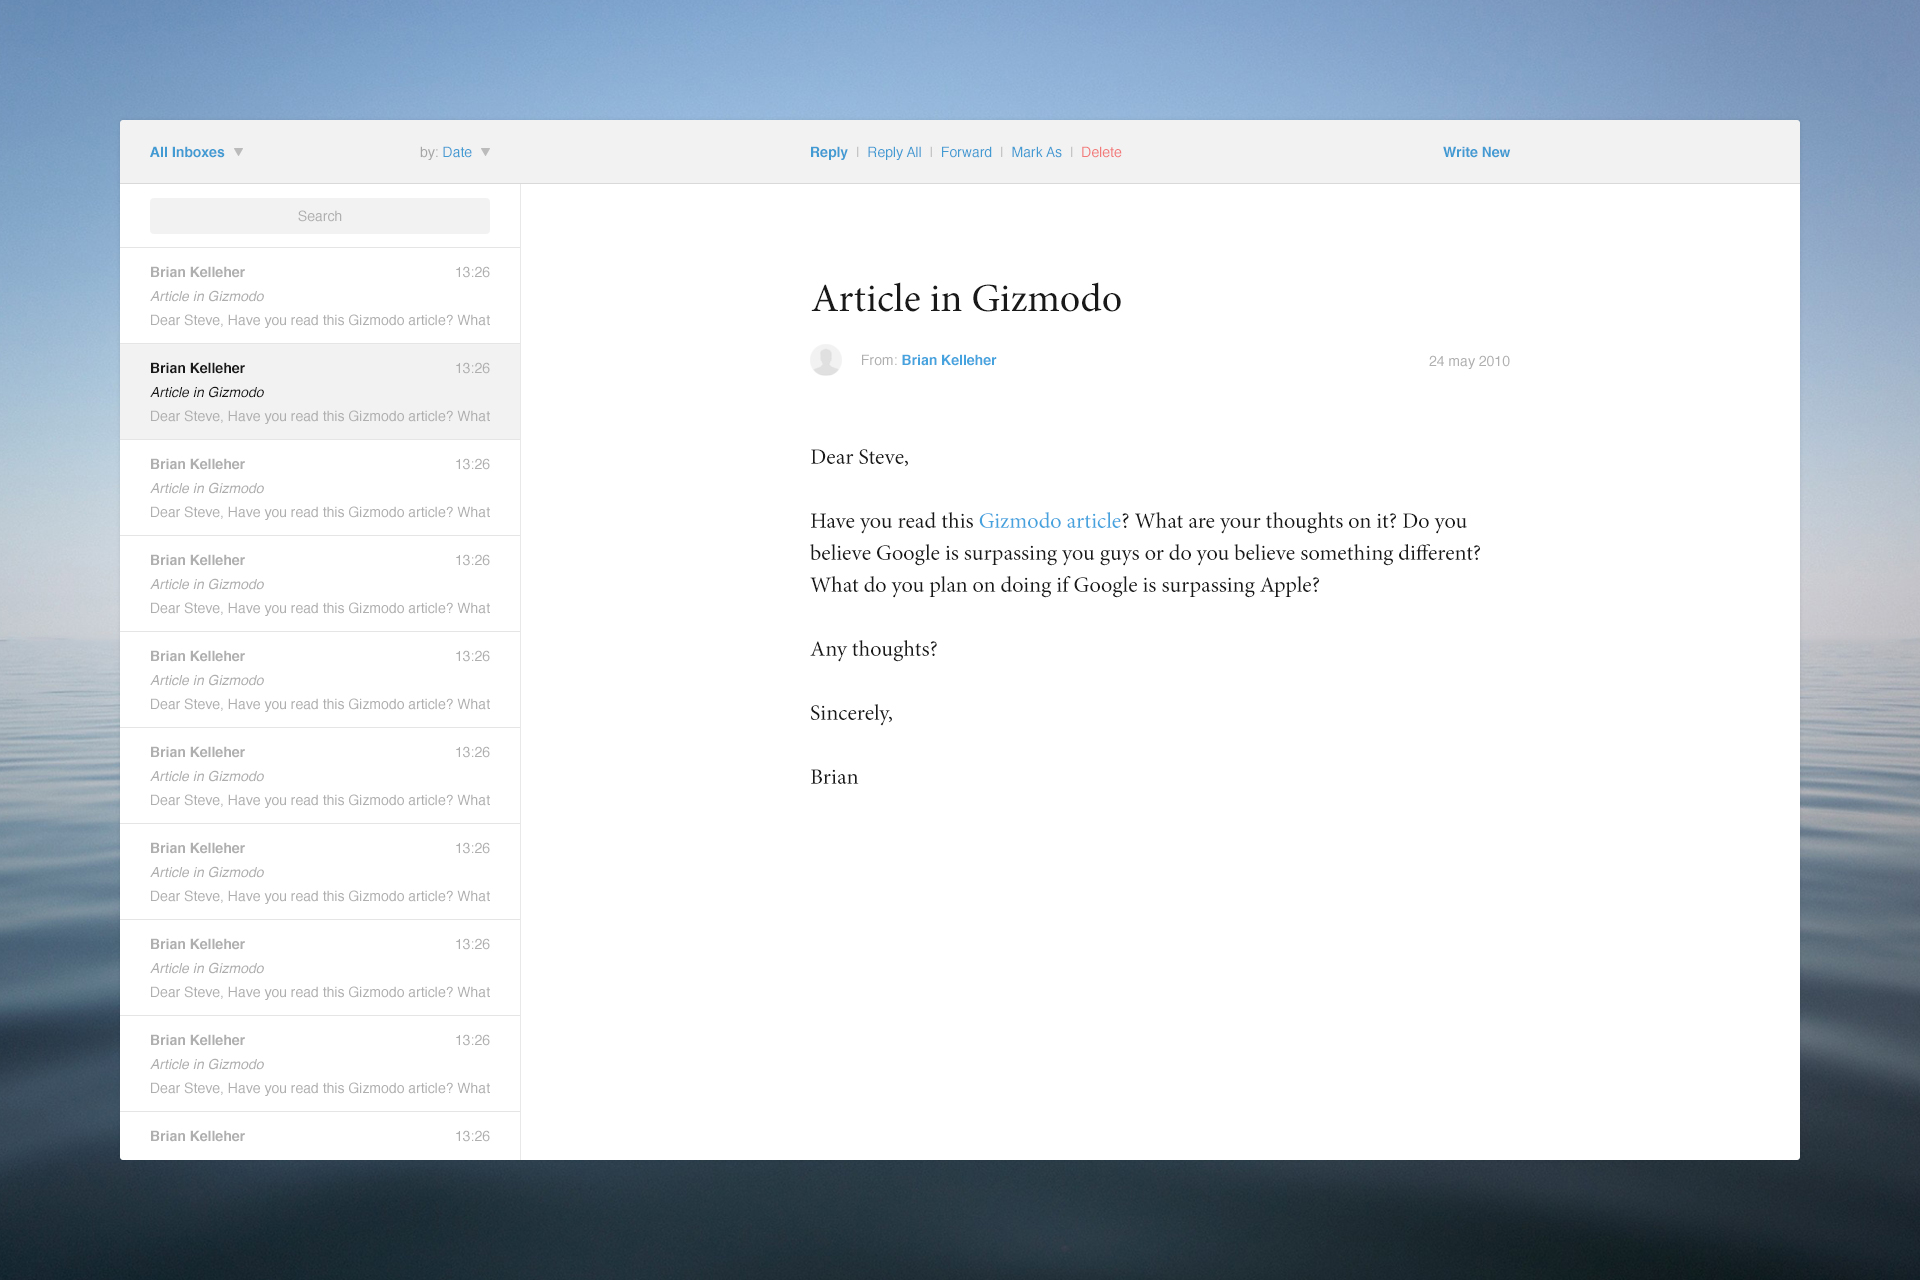 All Inboxes ▼
by: Date ▼
Reply | Reply All | Forward | Mark As | Delete
Write New
Search
Brian Kelleher 13:26
Article in Gizmodo
Dear Steve, Have you read this Gizmodo article? What
Brian Kelleher 13:26
Article in Gizmodo
Dear Steve, Have you read this Gizmodo article? What
Brian Kelleher 13:26
Article in Gizmodo
Dear Steve, Have you read this Gizmodo article? What
Brian Kelleher 13:26
Article in Gizmodo
Dear Steve, Have you read this Gizmodo article? What
Brian Kelleher 13:26
Article in Gizmodo
Dear Steve, Have you read this Gizmodo article? What
Brian Kelleher 13:26
Article in Gizmodo
Dear Steve, Have you read this Gizmodo article? What
Brian Kelleher 13:26
Article in Gizmodo
Dear Steve, Have you read this Gizmodo article? What
Brian Kelleher 13:26
Article in Gizmodo
Dear Steve, Have you read this Gizmodo article? What
Brian Kelleher 13:26
Article in Gizmodo
Dear Steve, Have you read this Gizmodo article? What
Brian Kelleher 13:26
Article in Gizmodo
From: Brian Kelleher
24 may 2010
Dear Steve,
Have you read this Gizmodo article? What are your thoughts on it? Do you
believe Google is surpassing you guys or do you believe something different?
What do you plan on doing if Google is surpassing Apple?
Any thoughts?
Sincerely,
Brian